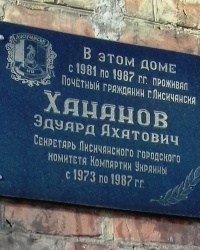 В этом доме
с 1981 по 1987 г.г. проживал
Почётный гражданин г. Лисичанска
Хананов
Эдуард Ахатович
Секретарь Лисичанского городского
комитета Компартии Украины
с 1973 по 1987 г.г.